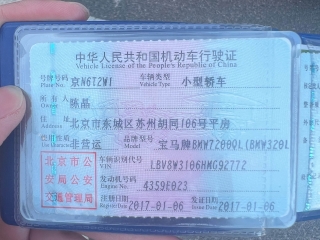 中华人民共和国机动车行驶证
Vehicle License of the People's Republic of China
号牌号码 京N6TZW1 车辆类型 小型轿车
Plate No. Vehicle Type
所有人 陈晶
Owner
住址 北京市东城区苏州胡同106号平房
Address
使用性质 非营运 品牌型号 宝马牌BMW7200QL(BMW320L
Use Character Model
北京市公 车辆识别代号 LBV8W3106HMG92772
VIN
安局公安 发动机号码 4359E023
Engine No.
交通管理局 注册日期 2017-01-06 发证日期 2017-01-06
Register Date Issue Date